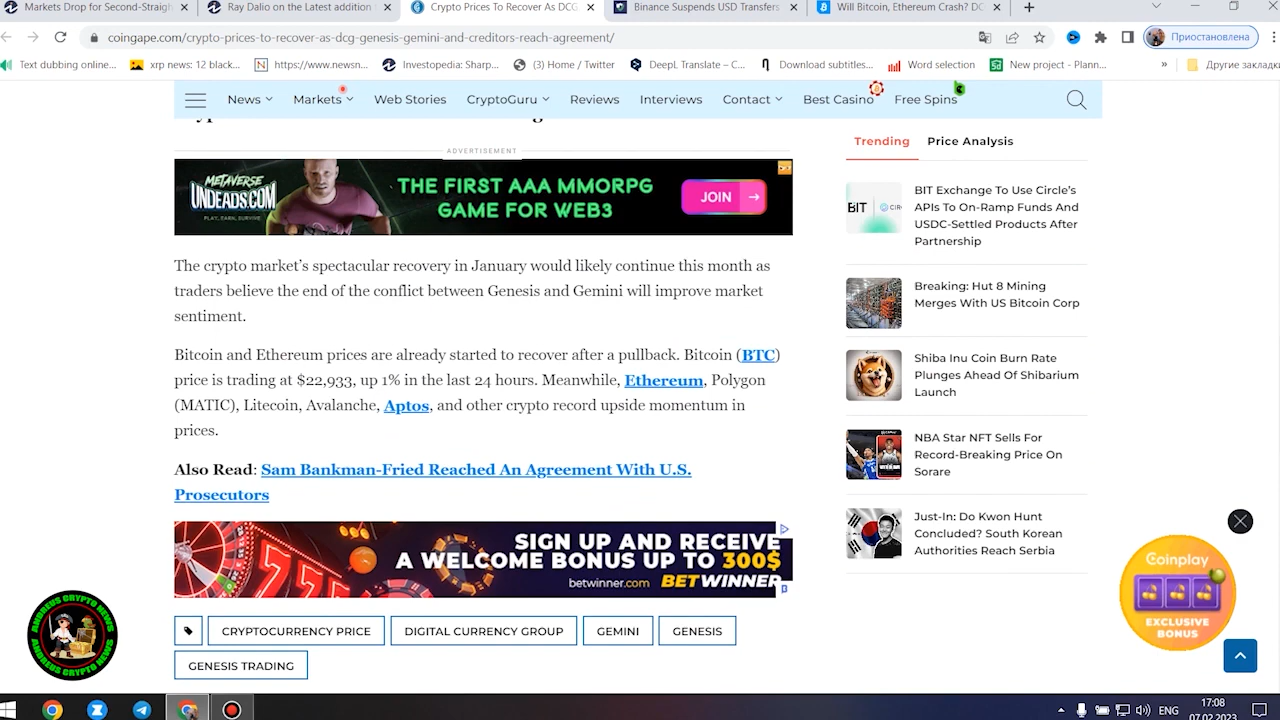 Markets Drop for Second-Straigh
Ray Dalio on the Latest addition
Crypto Prices To Recover As DCG
Binance Suspends USD Transfers
Will Bitcoin, Ethereum Crash? DC
coingape.com/crypto-prices-to-recover-as-dcg-genesis-gemini-and-creditors-reach-agreement/
Приостановлена
Text dubbing online...
xrp news: 12 black...
https://www.newsn...
Investopedia: Sharp...
(3) Home / Twitter
DeepL Translate – C...
Download subtitles...
Word selection
New project - Plann...
»
Другие закладки
News
Markets
Web Stories
CryptoGuru
Reviews
Interviews
Contact
Best Casino
Free Spins
ADVERTISEMENT
METAVERSE
UNDEADS.COM
PLAY, EARN, SURVIVE
THE FIRST AAA MMORPG
GAME FOR WEB3
JOIN
The crypto market's spectacular recovery in January would likely continue this month as
traders believe the end of the conflict between Genesis and Gemini will improve market
sentiment.
Bitcoin and Ethereum prices are already started to recover after a pullback. Bitcoin (BTC)
price is trading at $22,933, up 1% in the last 24 hours. Meanwhile, Ethereum, Polygon
(MATIC), Litecoin, Avalanche, Aptos, and other crypto record upside momentum in
prices.
Also Read: Sam Bankman-Fried Reached An Agreement With U.S.
Prosecutors
SIGN UP AND RECEIVE
A WELCOME BONUS UP TO 300$
betwinner.com BETWINNER
CRYPTOCURRENCY PRICE
DIGITAL CURRENCY GROUP
GEMINI
GENESIS
GENESIS TRADING
Trending
Price Analysis
BIT
CIR
BIT Exchange To Use Circle's
APIs To On-Ramp Funds And
USDC-Settled Products After
Partnership
Breaking: Hut 8 Mining
Merges With US Bitcoin Corp
Shiba Inu Coin Burn Rate
Plunges Ahead Of Shibarium
Launch
NBA Star NFT Sells For
Record-Breaking Price On
Sorare
Just-In: Do Kwon Hunt
Concluded? South Korean
Authorities Reach Serbia
Coinplay
EXCLUSIVE
BONUS
ANDREUS CRYPTO NEWS
ANDREUS CRYPTO NEWS
ENG
17:08
07.02.2023